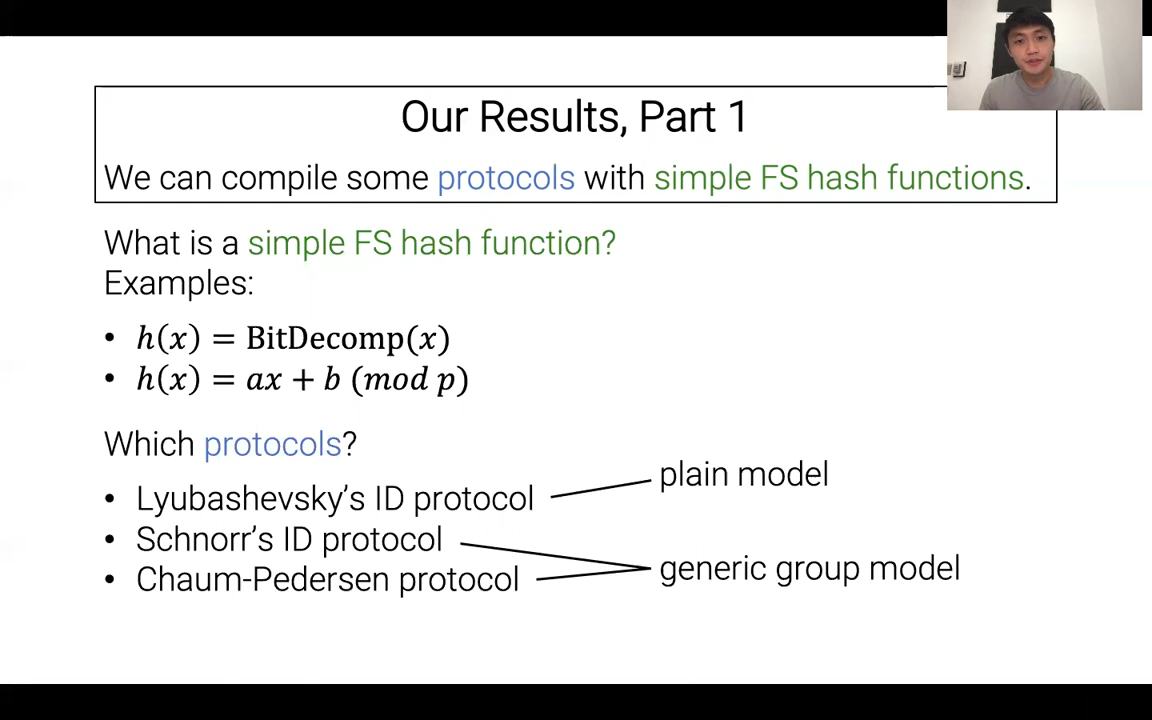 Our Results, Part 1
We can compile some protocols with simple FS hash functions.
What is a simple FS hash function?
Examples:
• h(x) = BitDecomp(x)
• h(x) = ax + b (mod p)
Which protocols?
• Lyubashevsky's ID protocol
plain model
• Schnorr's ID protocol
• Chaum-Pedersen protocol
generic group model